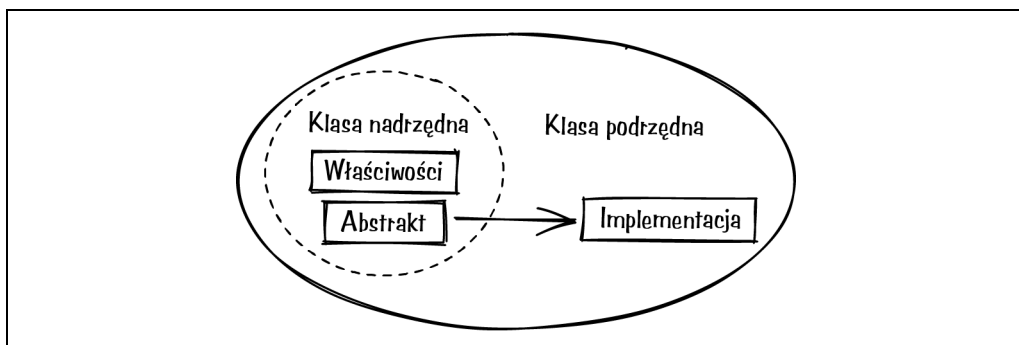 Klasa nadrzędna
Klasa podrzędna
Właściwości
Abstrakt
Implementacja